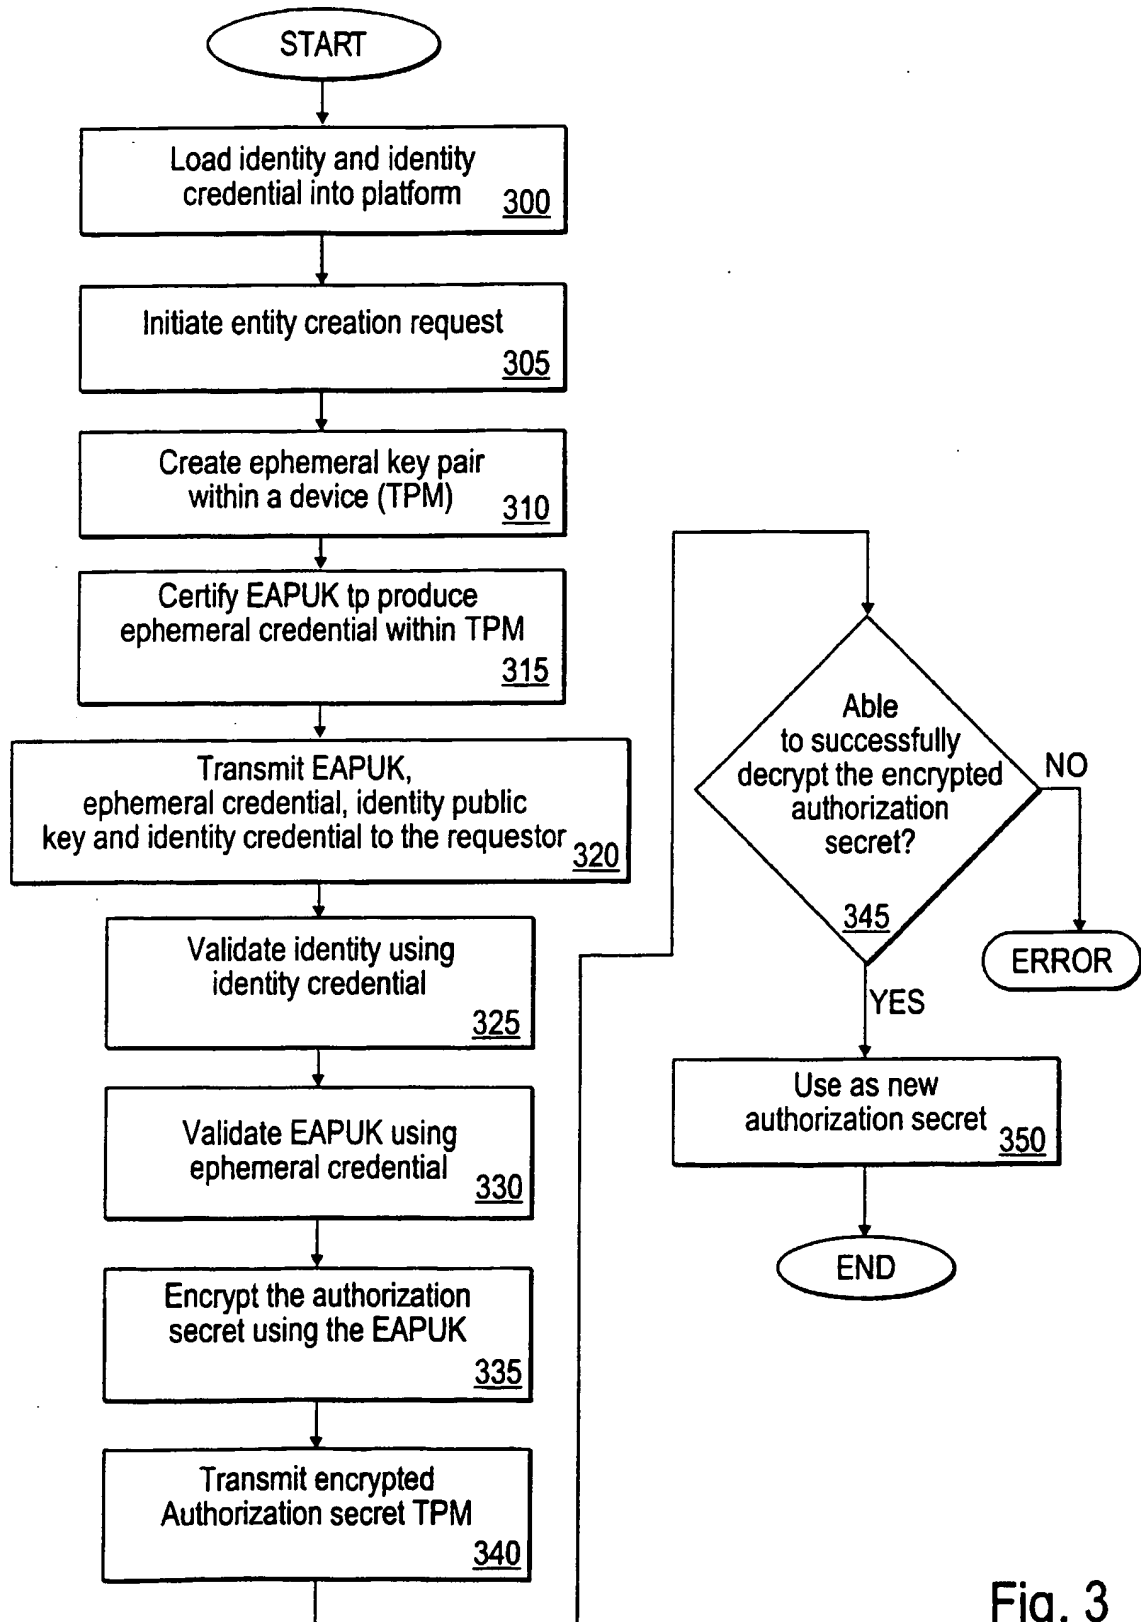 START
Load identity and identity
credential into platform
300
Initiate entity creation request
305
Create ephemeral key pair
within a device (TPM)
310
Certify EAPUK tp produce
ephemeral credential within TPM
315
Transmit EAPUK,
ephemeral credential, identity public
key and identity credential to the requestor
320
Validate identity using
identity credential
325
Validate EAPUK using
ephemeral credential
330
Encrypt the authorization
secret using the EAPUK
335
Transmit encrypted
Authorization secret TPM
340
Able
to successfully
decrypt the encrypted
authorization
secret?
345
NO
ERROR
YES
Use as new
authorization secret
350
END
Fig. 3